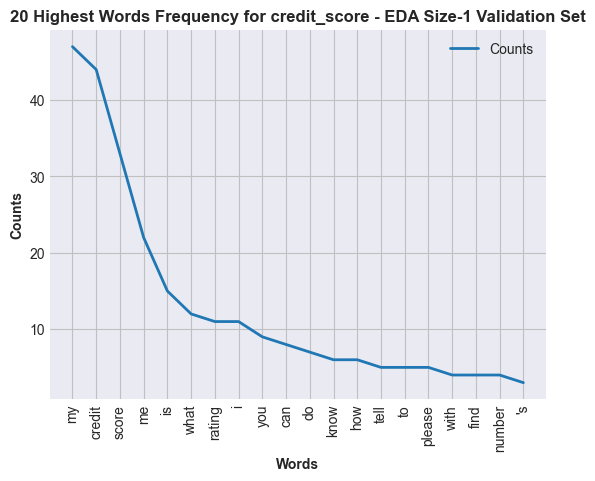 20 Highest Words Frequency for credit_score - EDA Size-1 Validation Set
Counts
40
30
20
10
Counts
my
credit
score
me
is
what
rating
i
you
can
do
know
how
tell
to
please
with
find
number
's
Words